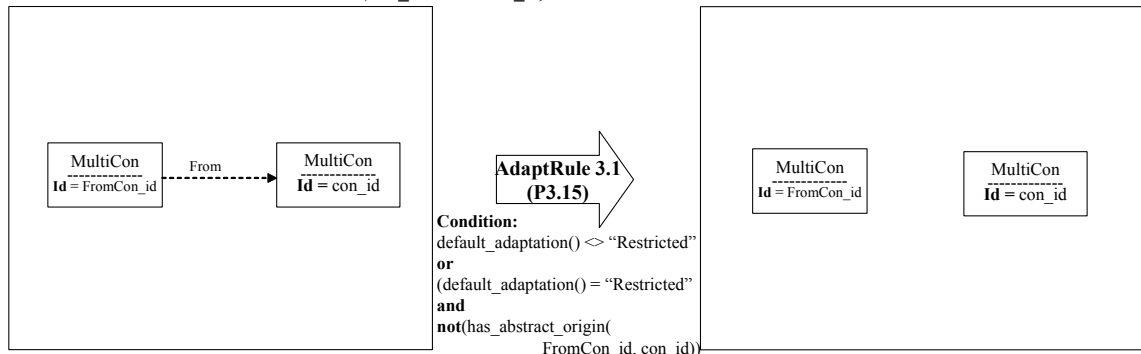 MultiCon
-------------
Id = FromCon_id
From
MultiCon
-------------
Id = con_id
AdaptRule 3.1
(P3.15)
Condition:
default_adaptation() <> “Restricted”
or
(default_adaptation() = “Restricted”
and
not(has_abstract_origin(
FromCon_id, con_id))
MultiCon
-------------
Id = FromCon_id
MultiCon
-------------
Id = con_id